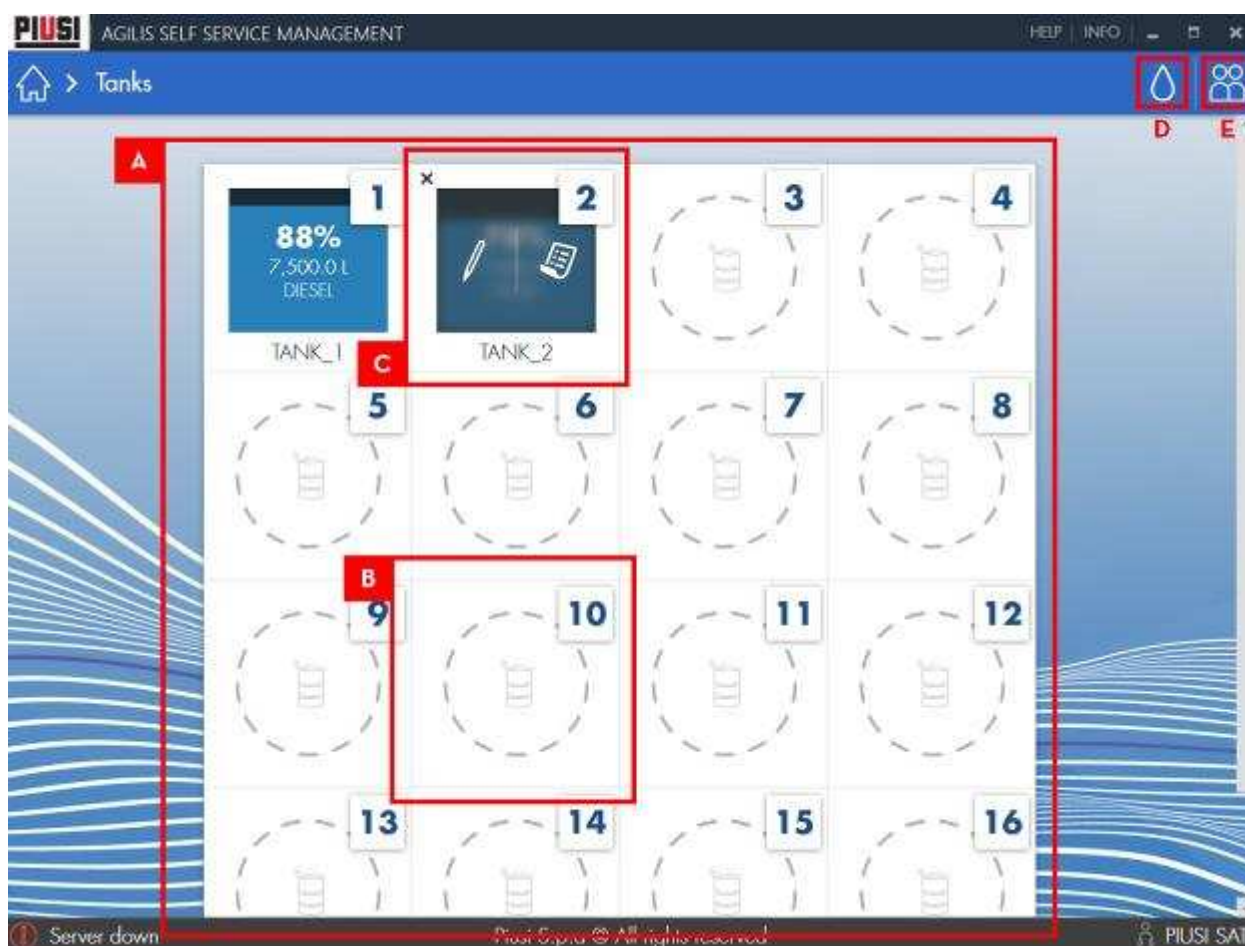 PIUSI AGILIS SELF SERVICE MANAGEMENT HELP INFO
Tanks
D E
A
1 2 3 4
88%
7,500.0 L
DIESEL
TANK_1 C TANK_2
5 6 7 8
B
9 10 11 12
13 14 15 16
Server down Piusi S.p.a © All rights reserved PIUSI SAT